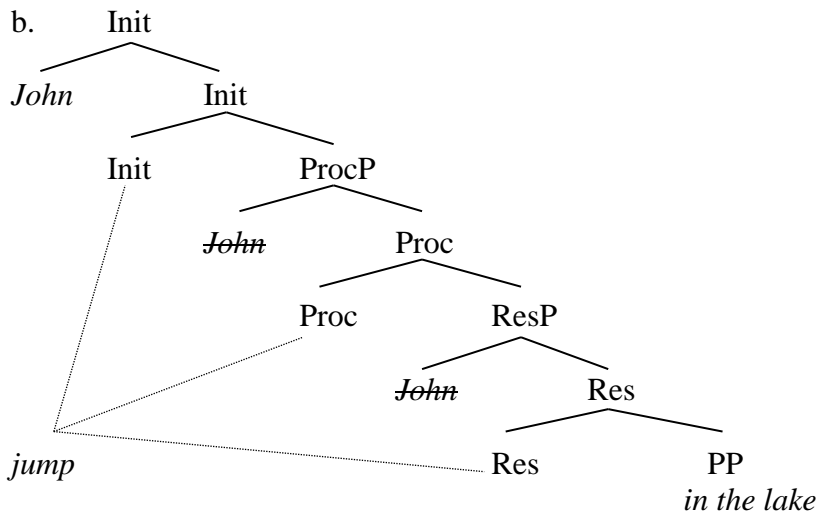 b. Init
John Init
Init ProcP
John Proc
Proc ResP
John Res
jump Res PP
in the lake